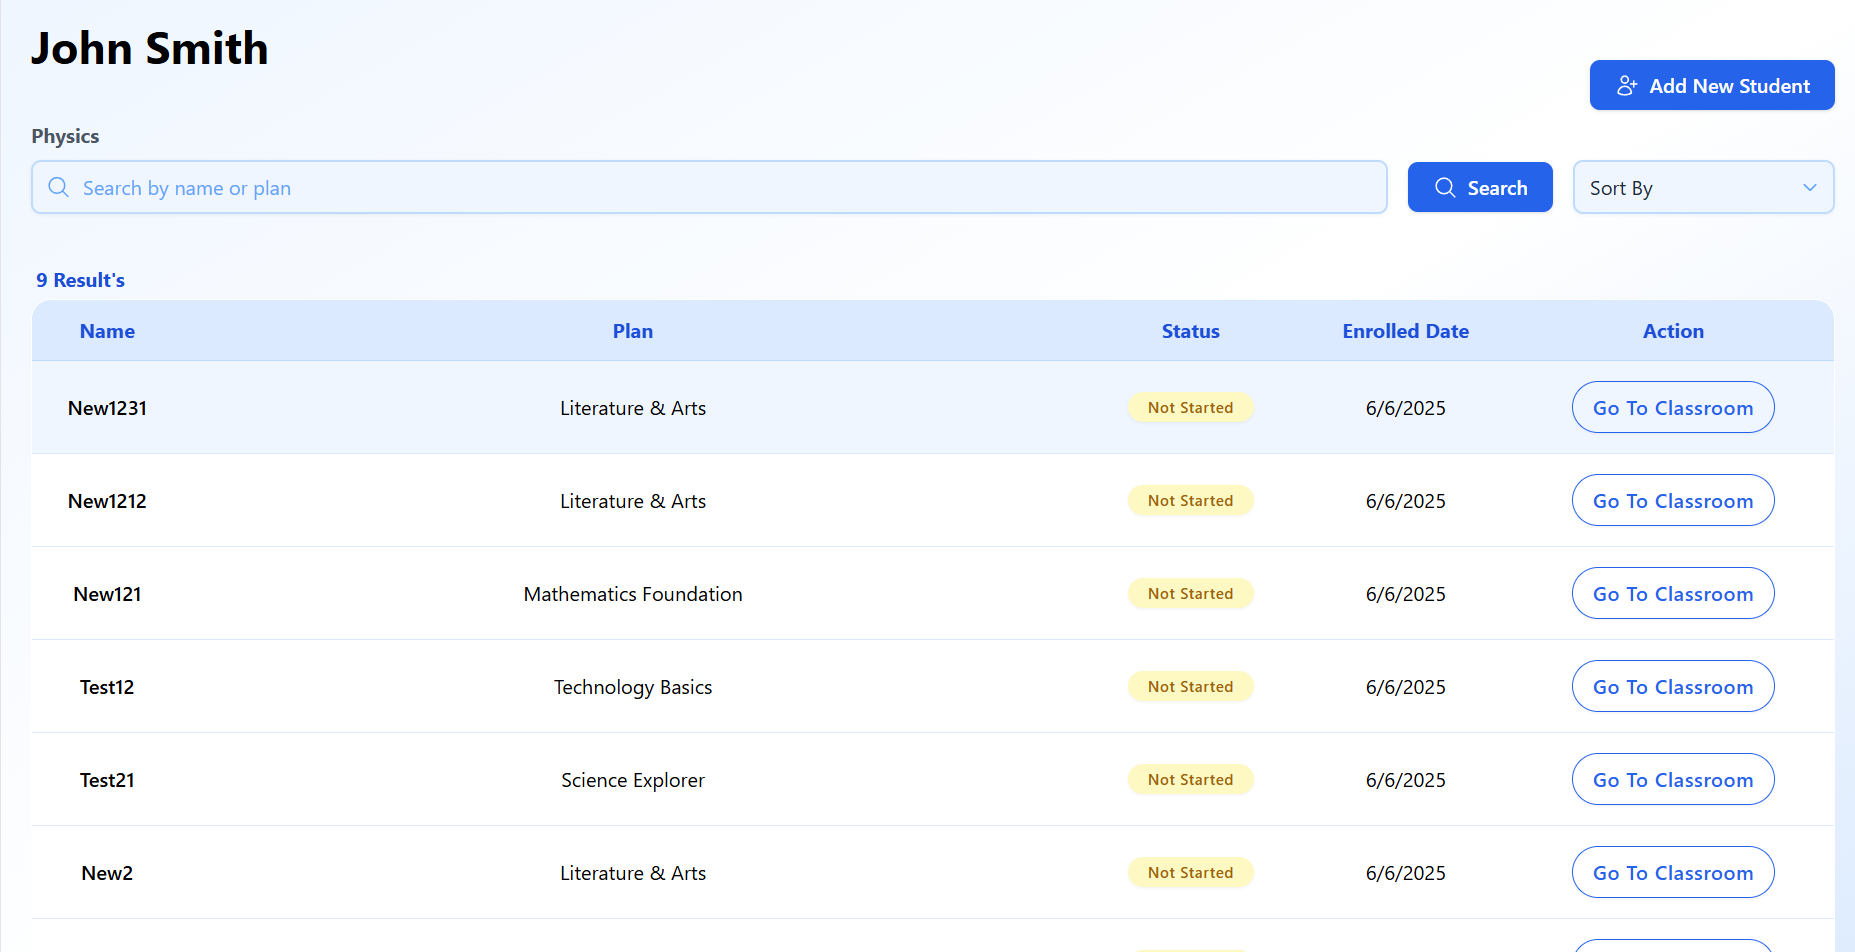 John Smith
Add New Student
Physics
Search by name or plan
Search
Sort By
9 Result's
Name Plan Status Enrolled Date Action
New1231 Literature & Arts Not Started 6/6/2025 Go To Classroom
New1212 Literature & Arts Not Started 6/6/2025 Go To Classroom
New121 Mathematics Foundation Not Started 6/6/2025 Go To Classroom
Test12 Technology Basics Not Started 6/6/2025 Go To Classroom
Test21 Science Explorer Not Started 6/6/2025 Go To Classroom
New2 Literature & Arts Not Started 6/6/2025 Go To Classroom